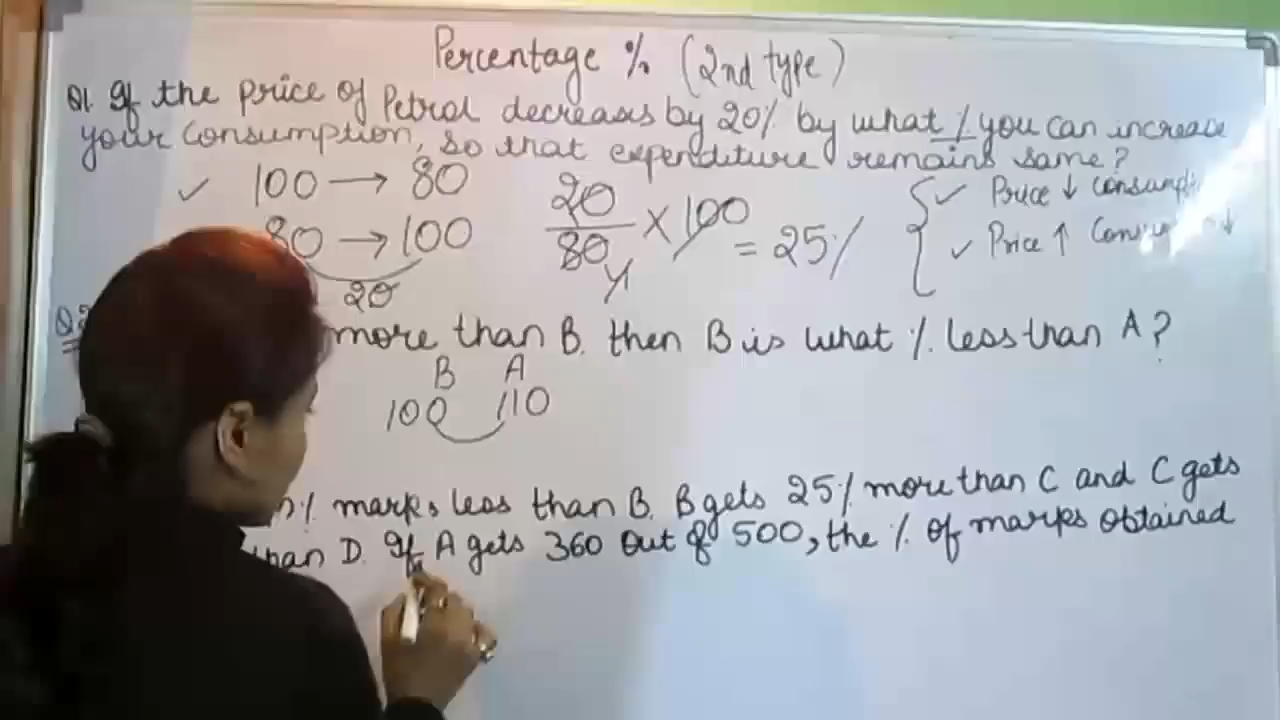 Percentage % (2nd type)
Q1. If the price of Petrol decreases by 20% by what % you can increase
your consumption, so that expenditure remains same?
✓ 100 → 80
80 → 100
20
20/80 × 100 = 25%
✓ Price ↓
✓ Price ↑
more than B. then B is what % less than A?
B A
100 110
% marks less than B. B gets 25% more than C and C gets
than D. If A gets 360 out of 500, the % of marks obtained